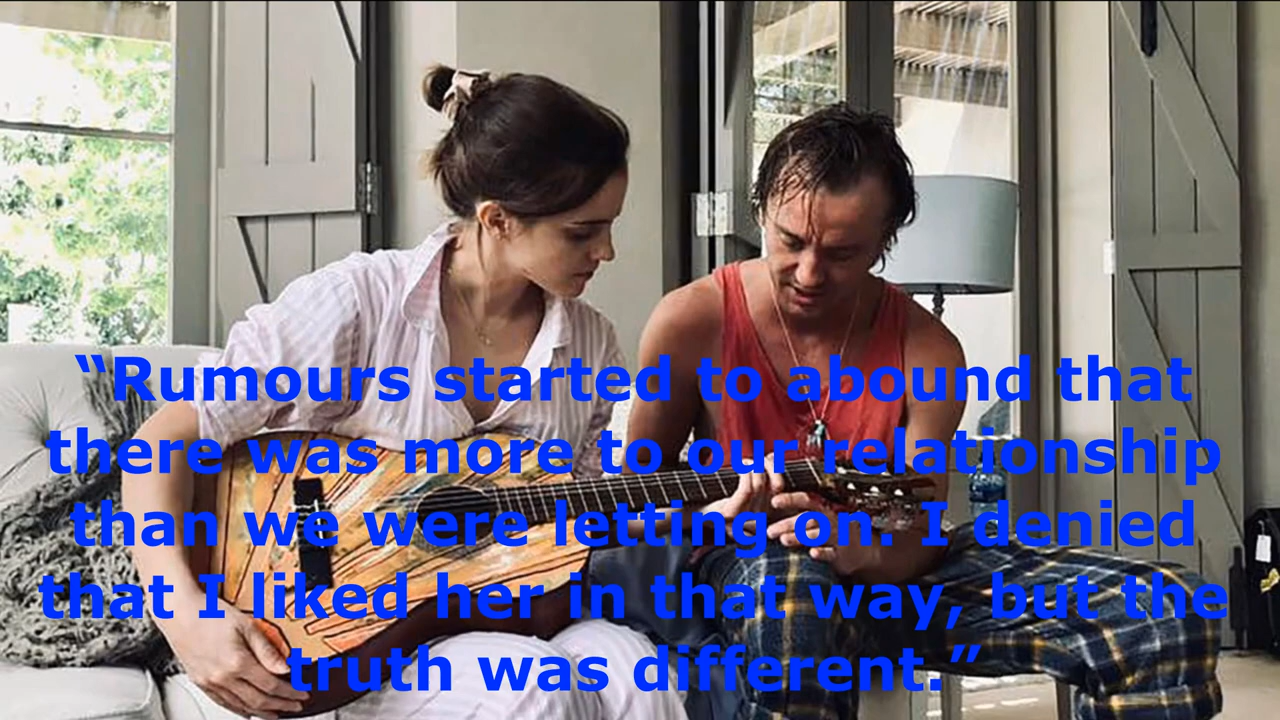 “Rumours started to abound that
there was more to our relationship
than we were letting on. I denied
that I liked her in that way, but the
truth was different.”